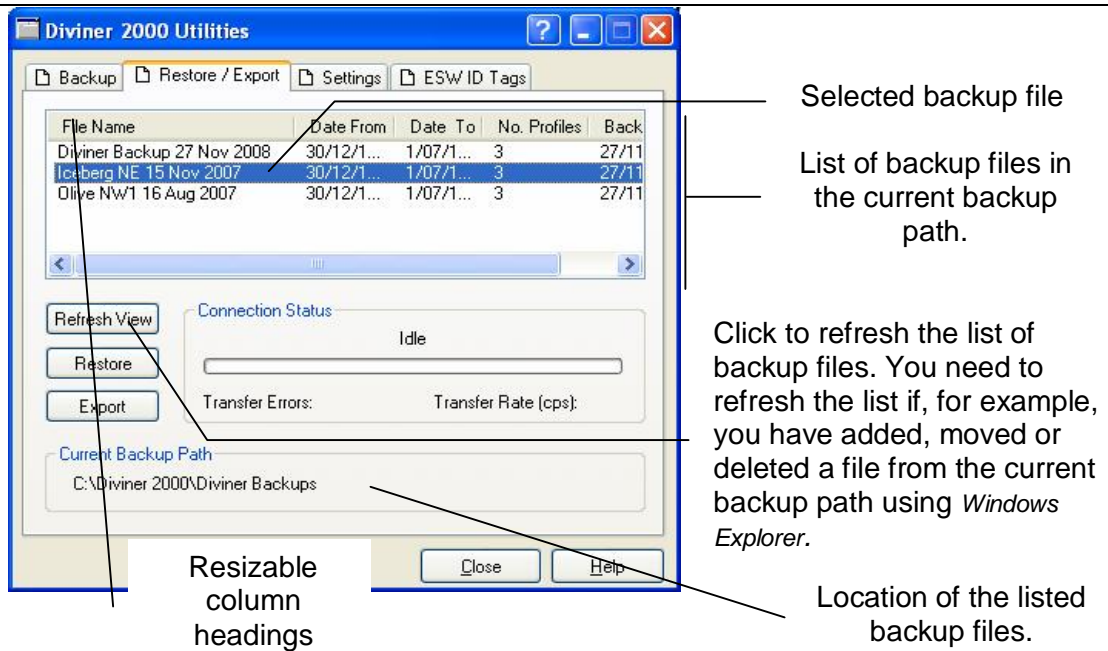 Diviner 2000 Utilities
Backup
Restore / Export
Settings
ESW ID Tags
File Name Date From Date To No. Profiles Back
Diviner Backup 27 Nov 2008 30/12/1... 1/07/1... 3 27/11
Iceberg NE 15 Nov 2007 30/12/1... 1/07/1... 3 27/11
Olive NW1 16 Aug 2007 30/12/1... 1/07/1... 3 27/11
Refresh View
Restore
Export
Connection Status
Idle
Transfer Errors: Transfer Rate (cps):
Current Backup Path
C:\Diviner 2000\Diviner Backups
Close
Help
Resizable
column
headings
Selected backup file
List of backup files in
the current backup
path.
Click to refresh the list of
backup files. You need to
refresh the list if, for example,
you have added, moved or
deleted a file from the current
backup path using Windows
Explorer.
Location of the listed
backup files.